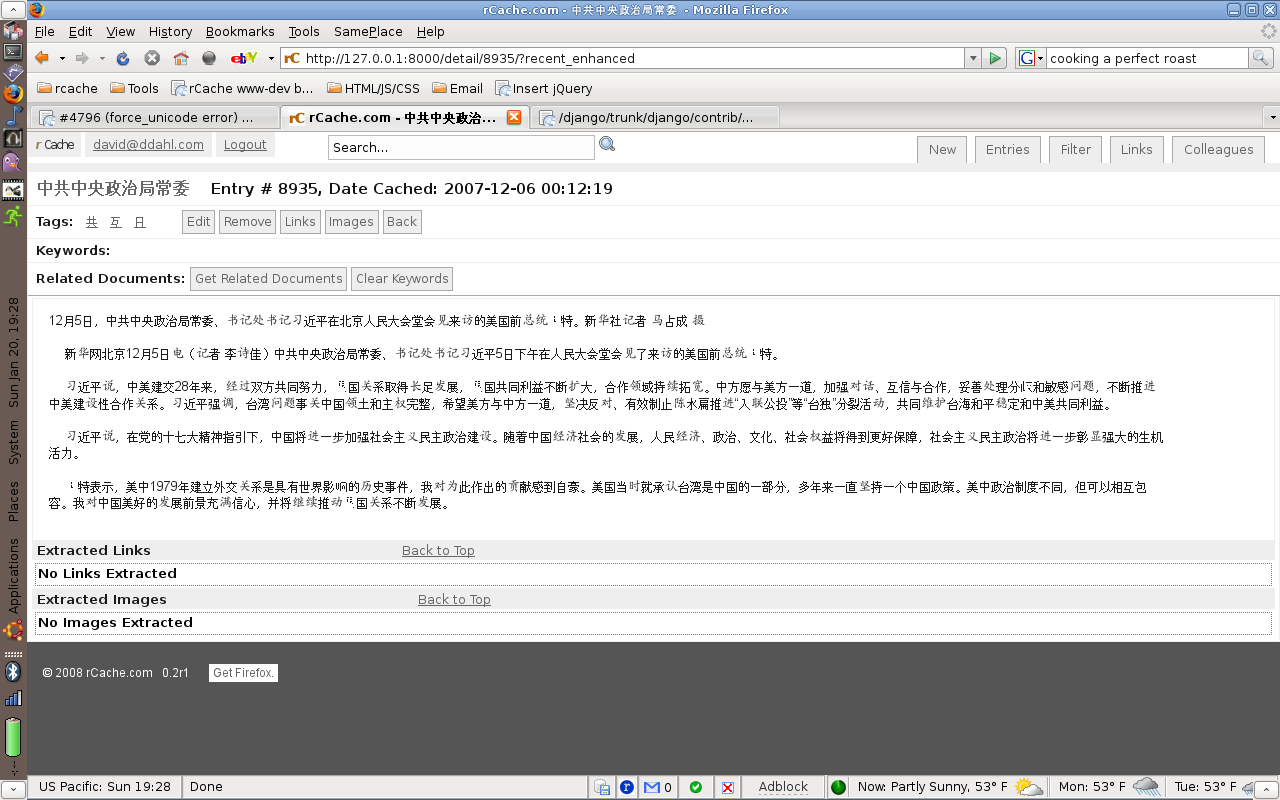 rCache.com - 中共中央政治局常委 - Mozilla Firefox
File Edit View History Bookmarks Tools SamePlace Help
http://127.0.0.1:8000/detail/8935/?recent_enhanced
cooking a perfect roast
rcache Tools rCache www-dev b... HTML/JS/CSS Email Insert jQuery
#4796 (force_unicode error) ... rCache.com - 中共中央政治... /django/trunk/django/contrib/...
rCache david@ddahl.com Logout Search... New Entries Filter Links Colleagues
中共中央政治局常委 Entry # 8935, Date Cached: 2007-12-06 00:12:19
Tags: 共 互 日 Edit Remove Links Images Back
Keywords:
Related Documents: Get Related Documents Clear Keywords
12月5日，中共中央政治局常委、书记处书记习近平在北京人民大会堂会见来访的美国前总统 特。新华社记者 马占成 摄
新华网北京12月5日电（记者 李诗佳）中共中央政治局常委、书记处书记习近平5日下午在人民大会堂会见了来访的美国前总统 特。
习近平说，中美建交28年来，经过双方共同努力， 国关系取得长足发展， 国共同利益不断扩大，合作领域持续拓宽。中方愿与美方一道，加强对话、互信与合作，妥善处理分歧和敏感问题，不断推进
中美建设性合作关系。习近平强调，台湾问题事关中国领土和主权完整，希望美方与中方一道，坚决反对、有效制止陈水扁推进“入联公投”等“台独”分裂活动，共同维护台海和平稳定和中美共同利益。
习近平说，在党的十七大精神指引下，中国将进一步加强社会主义民主政治建设。随着中国经济社会的发展，人民经济、政治、文化、社会权益将得到更好保障，社会主义民主政治将进一步彰显强大的生机
活力。
特表示，美中1979年建立外交关系是具有世界影响的历史事件，我对为此作出的贡献感到自豪。美国当时就承认台湾是中国的一部分，多年来一直坚持一个中国政策。美中政治制度不同，但可以相互包
容。我对中国美好的发展前景充满信心，并将继续推动 国关系不断发展。
Extracted Links Back to Top
No Links Extracted
Extracted Images Back to Top
No Images Extracted
© 2008 rCache.com 0.2r1 Get Firefox.
Applications Places System Sun Jan 20, 19:28
US Pacific: Sun 19:28 Done 0 Adblock Now: Partly Sunny, 53° F Mon: 53° F Tue: 53° F